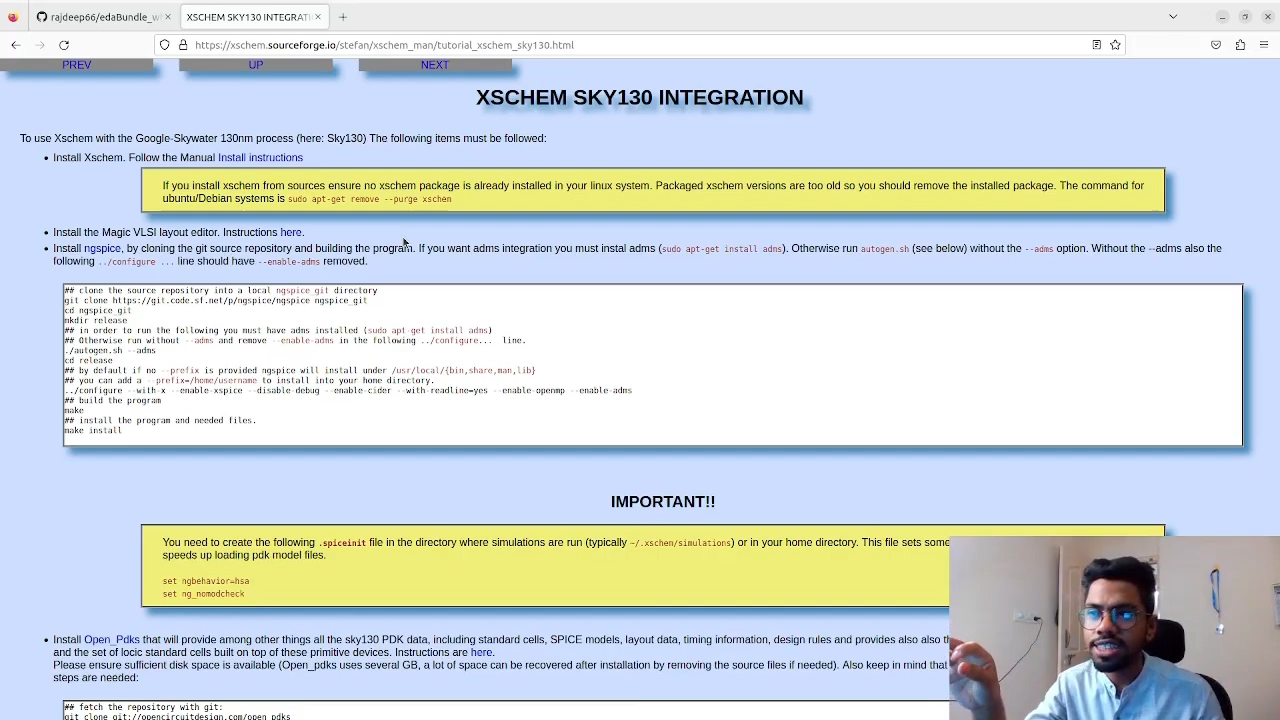 rajdeep66/edaBundle_w
XSCHEM SKY130 INTEGRAT
https://xschem.sourceforge.io/stefan/xschem_man/tutorial_xschem_sky130.html
PREV UP NEXT
XSCHEM SKY130 INTEGRATION
To use Xschem with the Google-Skywater 130nm process (here: Sky130) The following items must be followed:
• Install Xschem. Follow the Manual Install instructions
If you install xschem from sources ensure no xschem package is already installed in your linux system. Packaged xschem versions are too old so you should remove the installed package. The command for
ubuntu/Debian systems is sudo apt-get remove --purge xschem
• Install the Magic VLSI layout editor. Instructions here.
• Install ngspice, by cloning the git source repository and building the program. If you want adms integration you must instal adms (sudo apt-get install adms). Otherwise run autogen.sh (see below) without the --adms option. Without the --adms also the
following ../configure ... line should have --enable-adms removed.
## clone the source repository into a local ngspice_git directory
git clone https://git.code.sf.net/p/ngspice/ngspice ngspice_git
cd ngspice_git
mkdir release
## in order to run the following you must have adms installed (sudo apt-get install adms)
## Otherwise run without --adms and remove --enable-adms in the following ../configure... line.
./autogen.sh --adms
cd release
## by default if no --prefix is provided ngspice will install under /usr/local/{bin,share,man,lib}
## you can add a --prefix=/home/username to install into your home directory.
../configure --with-x --enable-xspice --disable-debug --enable-cider --with-readline=yes --enable-openmp --enable-adms
## build the program
make
## install the program and needed files.
make install
IMPORTANT!!
You need to create the following .spiceinit file in the directory where simulations are run (typically ~/.xschem/simulations) or in your home directory. This file sets some
speeds up loading pdk model files.
set ngbehavior=hsa
set ng_nomodcheck
• Install Open_Pdks that will provide among other things all the sky130 PDK data, including standard cells, SPICE models, layout data, timing information, design rules and provides also also th
and the set of locic standard cells built on top of these primitive devices. Instructions are here.
Please ensure sufficient disk space is available (Open_pdks uses several GB, a lot of space can be recovered after installation by removing the source files if needed). Also keep in mind that
steps are needed:
## fetch the repository with git:
git clone git://opencircuitdesign.com/open_pdks